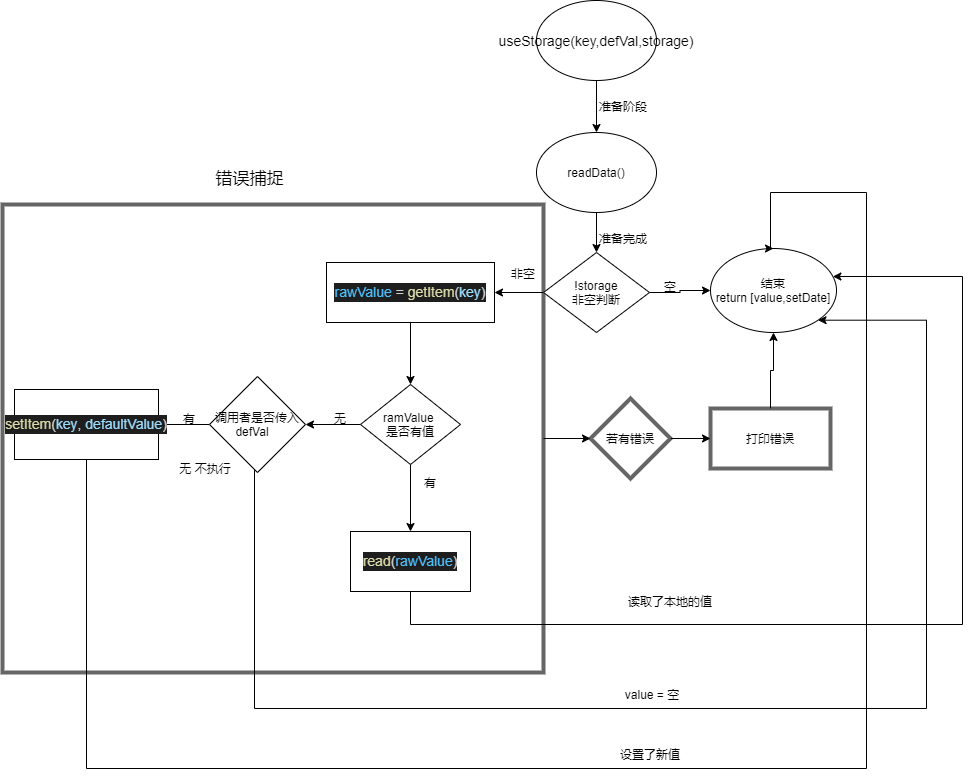 useStorage(key,defVal,storage)
准备阶段
readData()
错误捕捉
准备完成
非空
!storage
非空判断
空
结束
return [value,setDate]
rawValue = getItem(key)
setItem(key, defaultValue)
有
调用者是否传入
defVal
无
ramValue
是否有值
若有错误
打印错误
无 不执行
有
read(rawValue)
读取了本地的值
value = 空
设置了新值